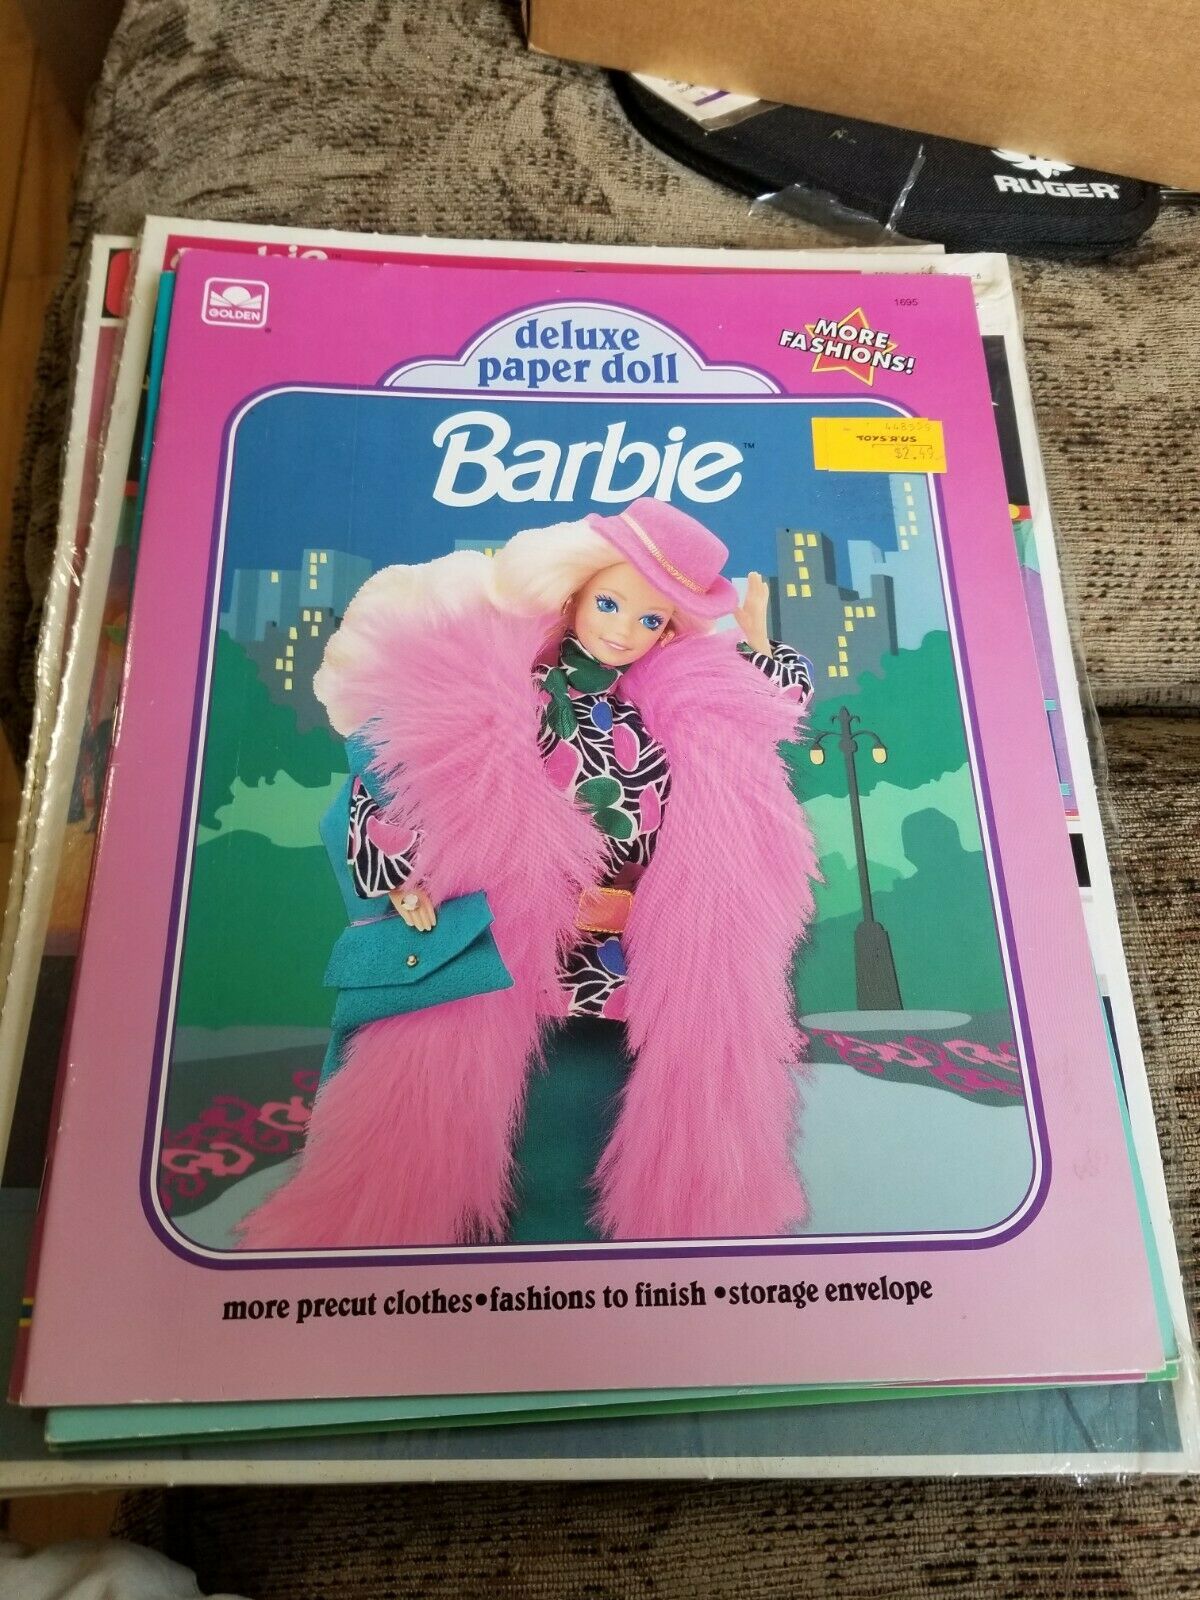 RUGER®
GOLDEN
®
1695
deluxe
paper doll
MORE
FASHIONS!
Barbie™
TOYS "R" US
$2.49
more precut clothes•fashions to finish •storage envelope